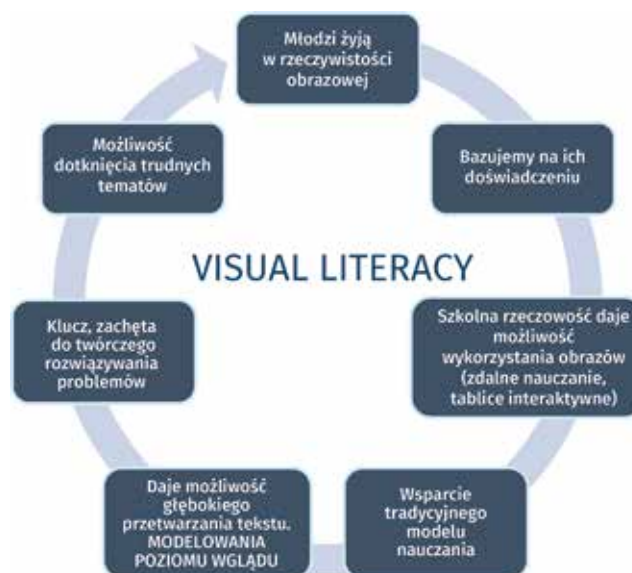 Młodzi żyją
w rzeczywistości
obrazowej
Bazujemy na ich
doświadczeniu
Szkolna rzeczowość daje
możliwość
wykorzystania obrazów
(zdalne nauczanie,
tablice interaktywne)
Wsparcie
tradycyjnego
modelu
nauczania
Daje możliwość
głębokiego
przetwarzania tekstu.
MODELOWANIA
POZIOMU WGLĄDU
Klucz, zachęta
do twórczego
rozwiązywania
problemów
Możliwość
dotknięcia trudnych
tematów
VISUAL LITERACY